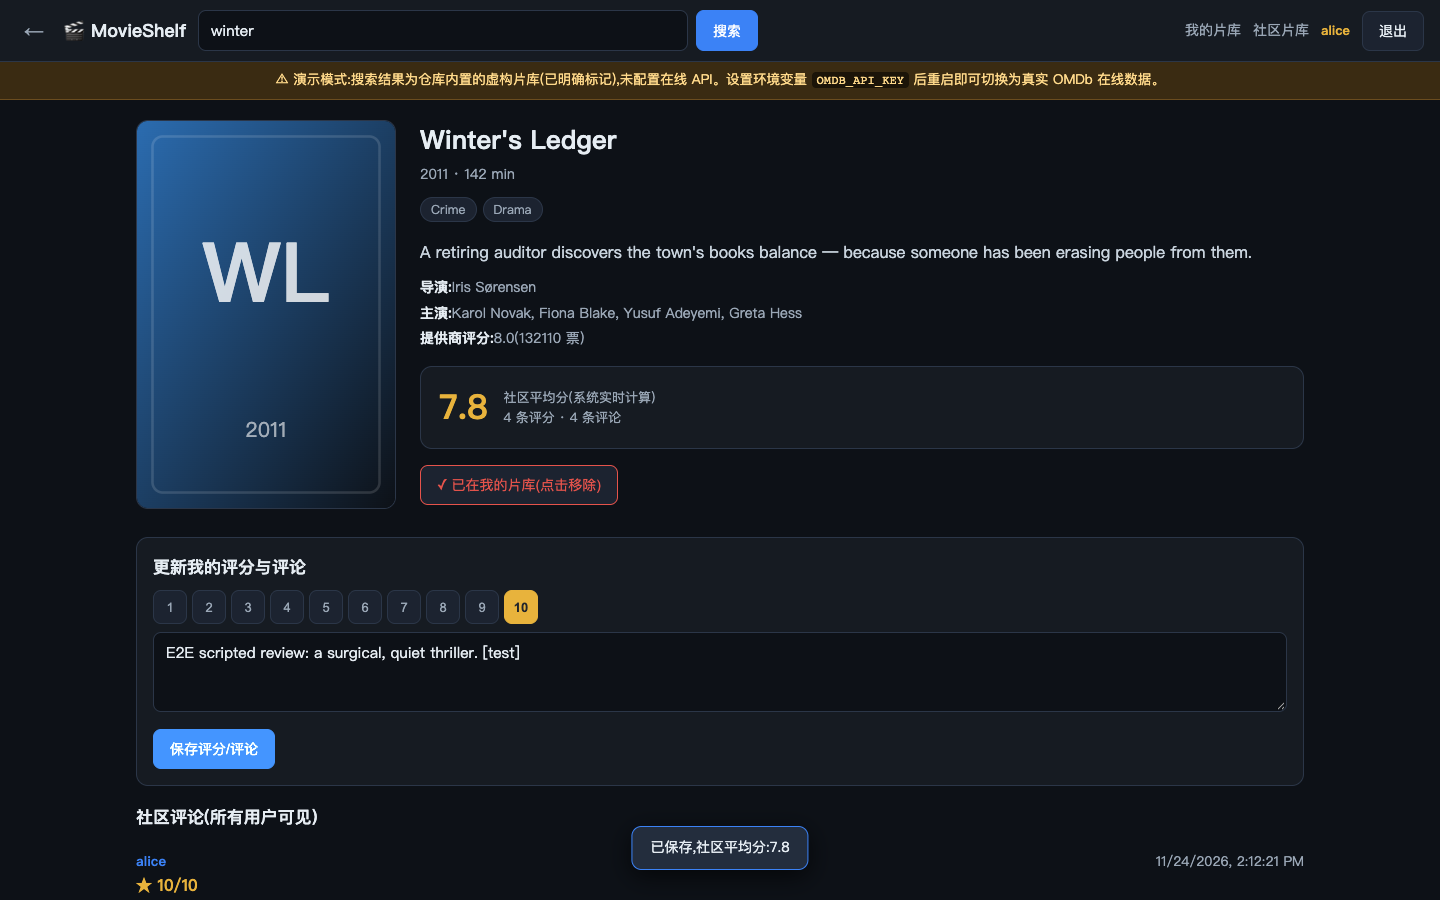 ← 🎬 MovieShelf winter 搜索 我的片库 社区片库 alice 退出
⚠ 演示模式:搜索结果为仓库内置的虚构片库(已明确标记),未配置在线 API。设置环境变量 OMDB_API_KEY 后重启即可切换为真实 OMDb 在线数据。
WL
2011
Winter's Ledger
2011 · 142 min
Crime Drama
A retiring auditor discovers the town's books balance — because someone has been erasing people from them.
导演:Iris Sørensen
主演:Karol Novak, Fiona Blake, Yusuf Adeyemi, Greta Hess
提供商评分:8.0(132110 票)
7.8
社区平均分(系统实时计算)
4 条评分 · 4 条评论
✓ 已在我的片库(点击移除)
更新我的评分与评论
1 2 3 4 5 6 7 8 9 10
E2E scripted review: a surgical, quiet thriller. [test]
保存评分/评论
社区评论(所有用户可见)
已保存,社区平均分:7.8
alice 11/24/2026, 2:12:21 PM
★ 10/10